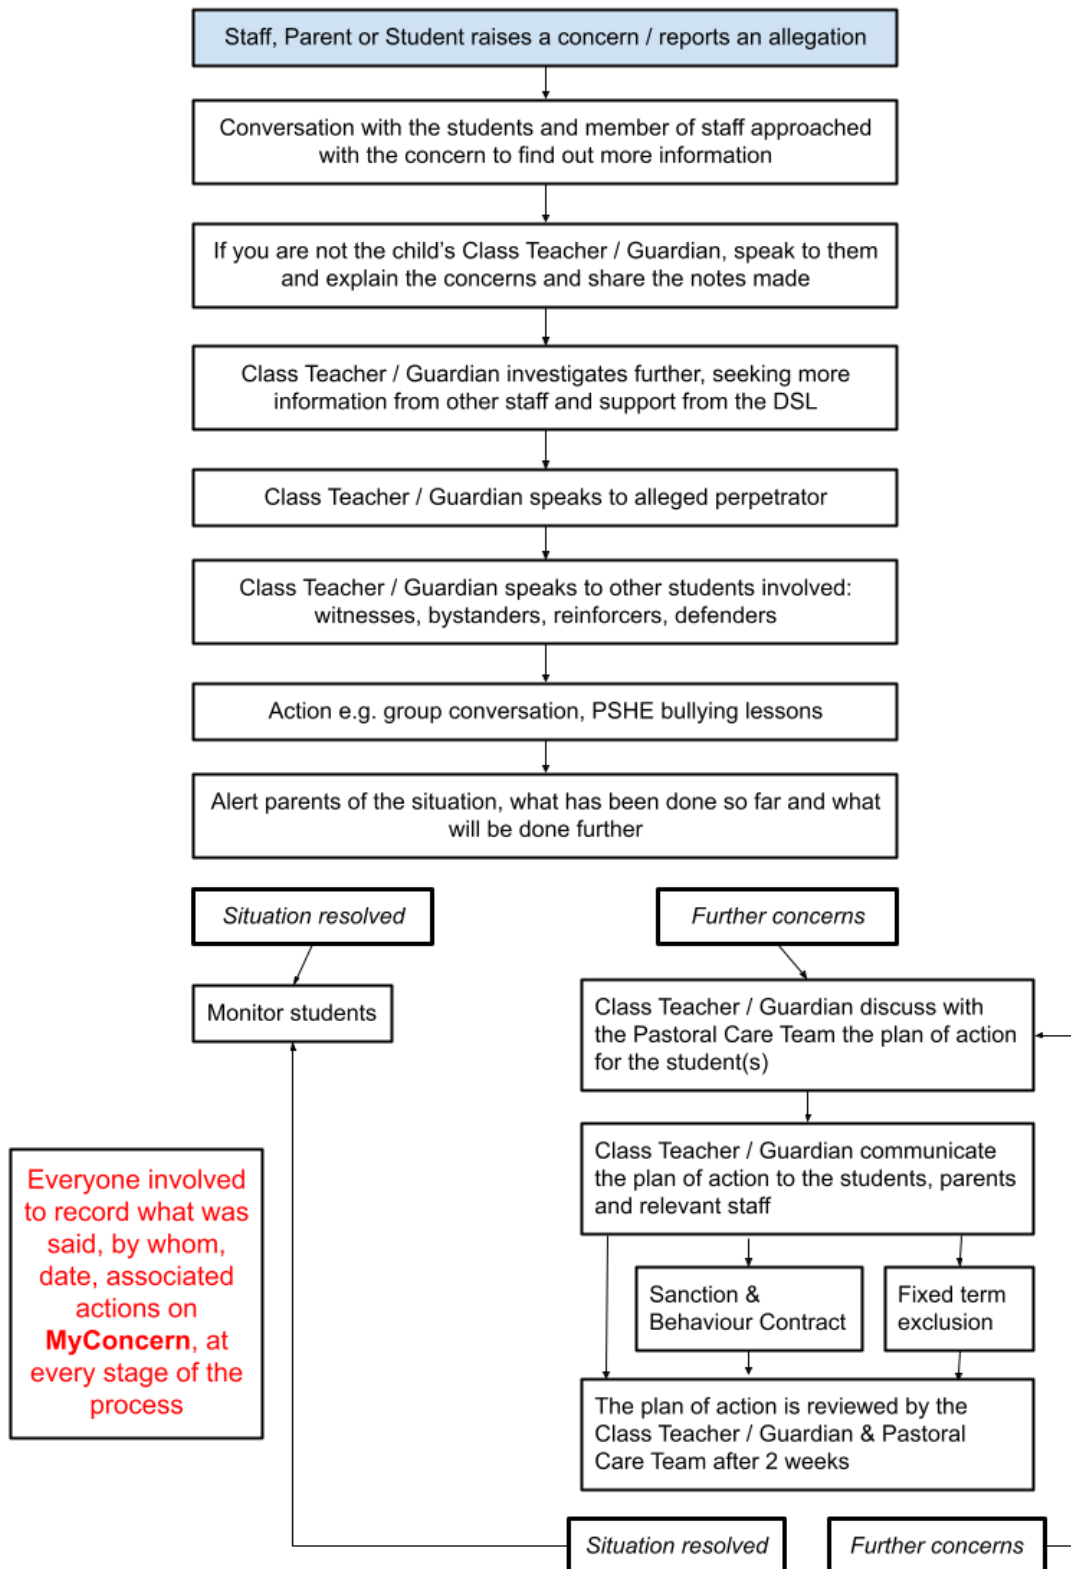 Staff, Parent or Student raises a concern / reports an allegation
Conversation with the students and member of staff approached
with the concern to find out more information
If you are not the child's Class Teacher / Guardian, speak to them
and explain the concerns and share the notes made
Class Teacher / Guardian investigates further, seeking more
information from other staff and support from the DSL
Class Teacher / Guardian speaks to alleged perpetrator
Class Teacher / Guardian speaks to other students involved:
witnesses, bystanders, reinforcers, defenders
Action e.g. group conversation, PSHE bullying lessons
Alert parents of the situation, what has been done so far and what
will be done further
Situation resolved
Further concerns
Monitor students
Class Teacher / Guardian discuss with
the Pastoral Care Team the plan of action
for the student(s)
Class Teacher / Guardian communicate
the plan of action to the students, parents
and relevant staff
Everyone involved
to record what was
said, by whom,
date, associated
actions on
MyConcern, at
every stage of the
process
Sanction &
Behaviour Contract
Fixed term
exclusion
The plan of action is reviewed by the
Class Teacher / Guardian & Pastoral
Care Team after 2 weeks
Situation resolved
Further concerns